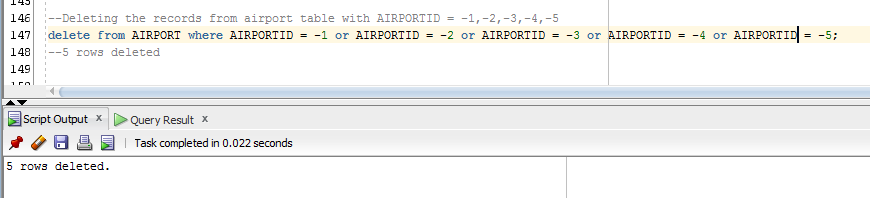 145
146 --Deleting the records from airport table with AIRPORTID = -1,-2,-3,-4,-5
147 delete from AIRPORT where AIRPORTID = -1 or AIRPORTID = -2 or AIRPORTID = -3 or AIRPORTID = -4 or AIRPORTID = -5;
148 --5 rows deleted
149
150
Script Output x Query Result x
Task completed in 0.022 seconds
5 rows deleted.